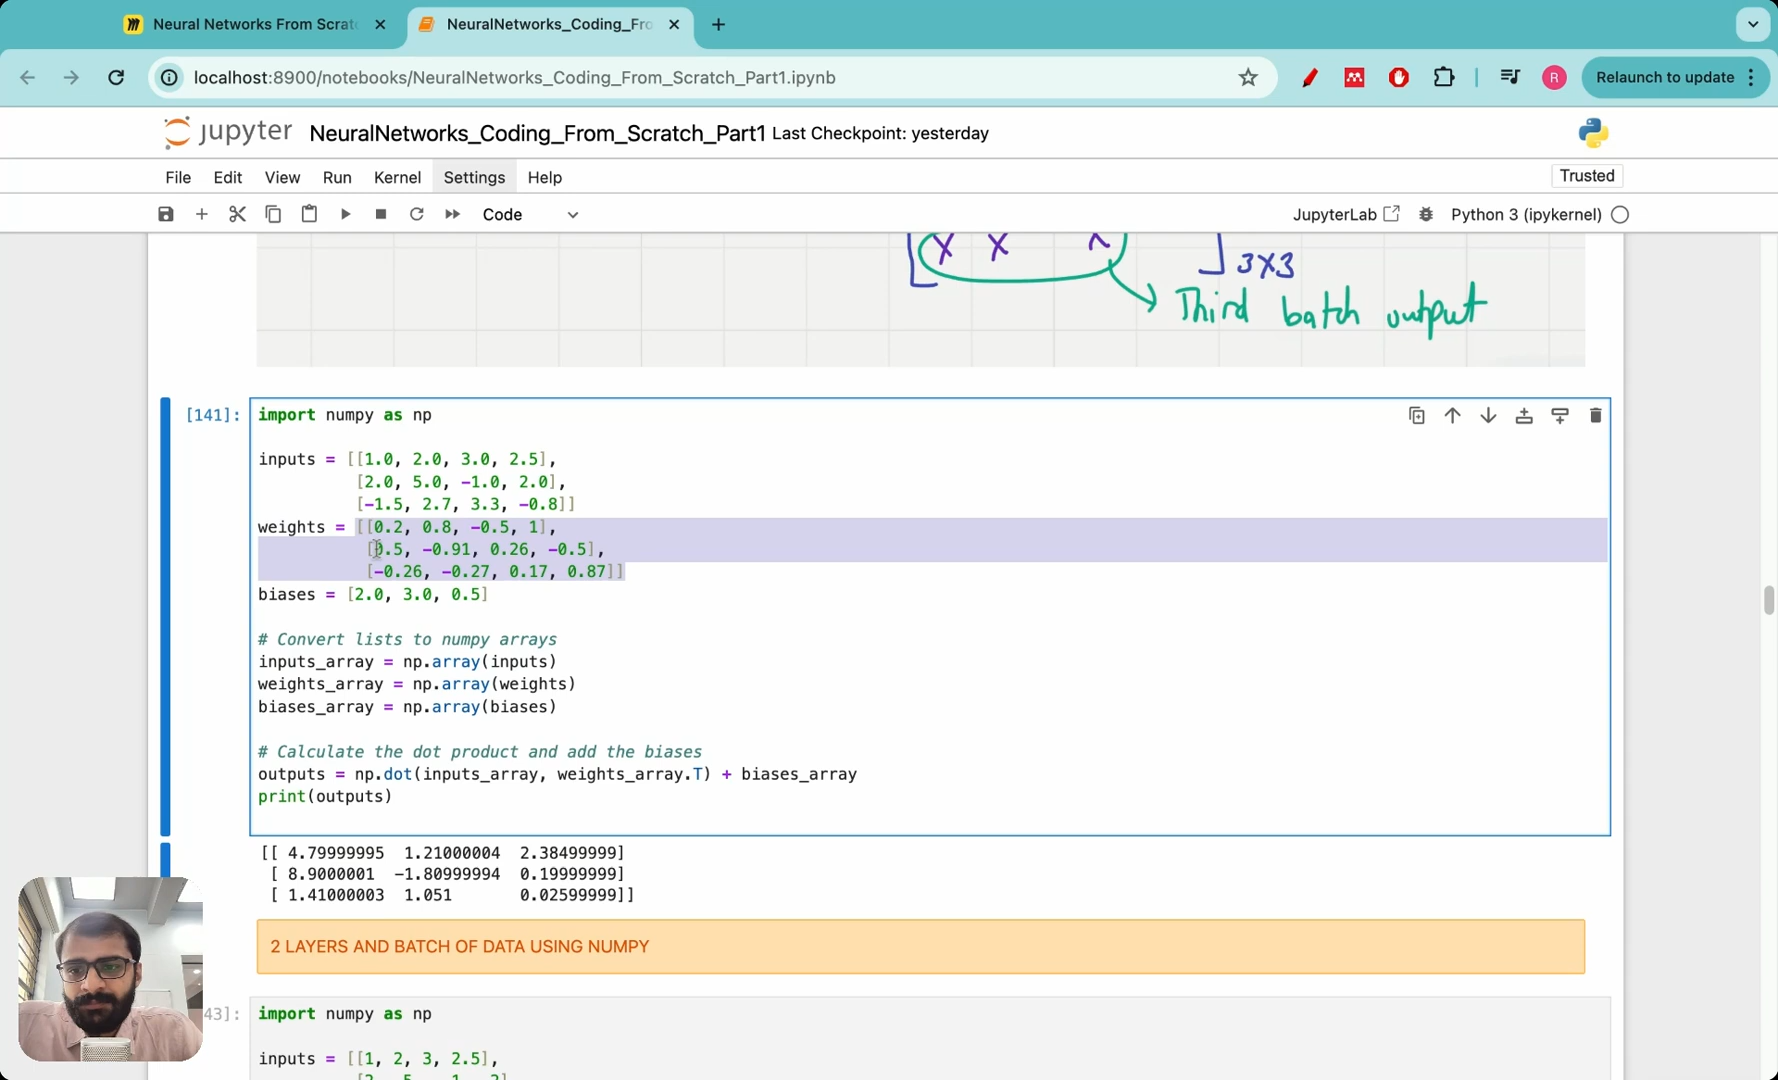 Neural Networks From Scrat
NeuralNetworks_Coding_Fro
localhost:8900/notebooks/NeuralNetworks_Coding_From_Scratch_Part1.ipynb
R
Relaunch to update
jupyter NeuralNetworks_Coding_From_Scratch_Part1 Last Checkpoint: yesterday
File Edit View Run Kernel Settings Help
Trusted
Code
JupyterLab
Python 3 (ipykernel)
X X X
3X3
Third batch output
[141]:
import numpy as np
inputs = [[1.0, 2.0, 3.0, 2.5],
[2.0, 5.0, -1.0, 2.0],
[-1.5, 2.7, 3.3, -0.8]]
weights = [[0.2, 0.8, -0.5, 1],
[0.5, -0.91, 0.26, -0.5],
[-0.26, -0.27, 0.17, 0.87]]
biases = [2.0, 3.0, 0.5]
# Convert lists to numpy arrays
inputs_array = np.array(inputs)
weights_array = np.array(weights)
biases_array = np.array(biases)
# Calculate the dot product and add the biases
outputs = np.dot(inputs_array, weights_array.T) + biases_array
print(outputs)
[[ 4.79999995 1.21000004 2.38499999]
[ 8.9000001 -1.80999994 0.19999999]
[ 1.41000003 1.051 0.02599999]]
2 LAYERS AND BATCH OF DATA USING NUMPY
43]:
import numpy as np
inputs = [[1, 2, 3, 2.5],